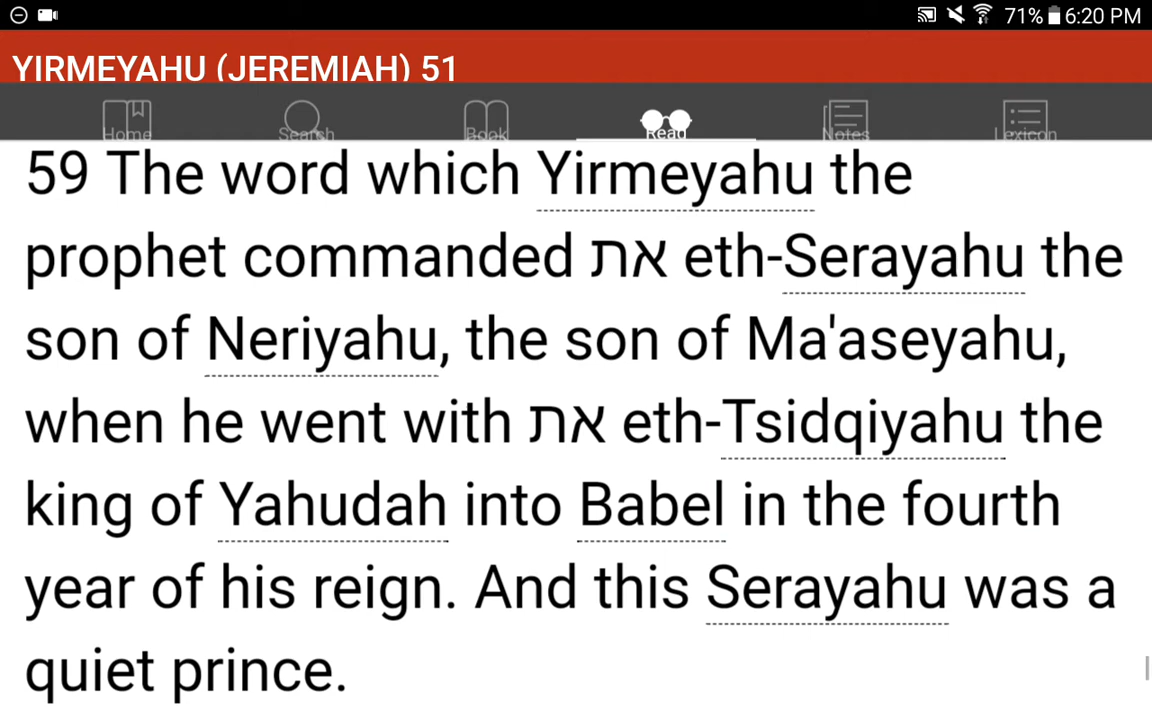 71% 6:20 PM
YIRMEYAHU (JEREMIAH) 51
Home Search Book Read Notes Lexicon
59 The word which Yirmeyahu the
prophet commanded את eth-Serayahu the
son of Neriyahu, the son of Ma'aseyahu,
when he went with את eth-Tsidqiyahu the
king of Yahudah into Babel in the fourth
year of his reign. And this Serayahu was a
quiet prince.